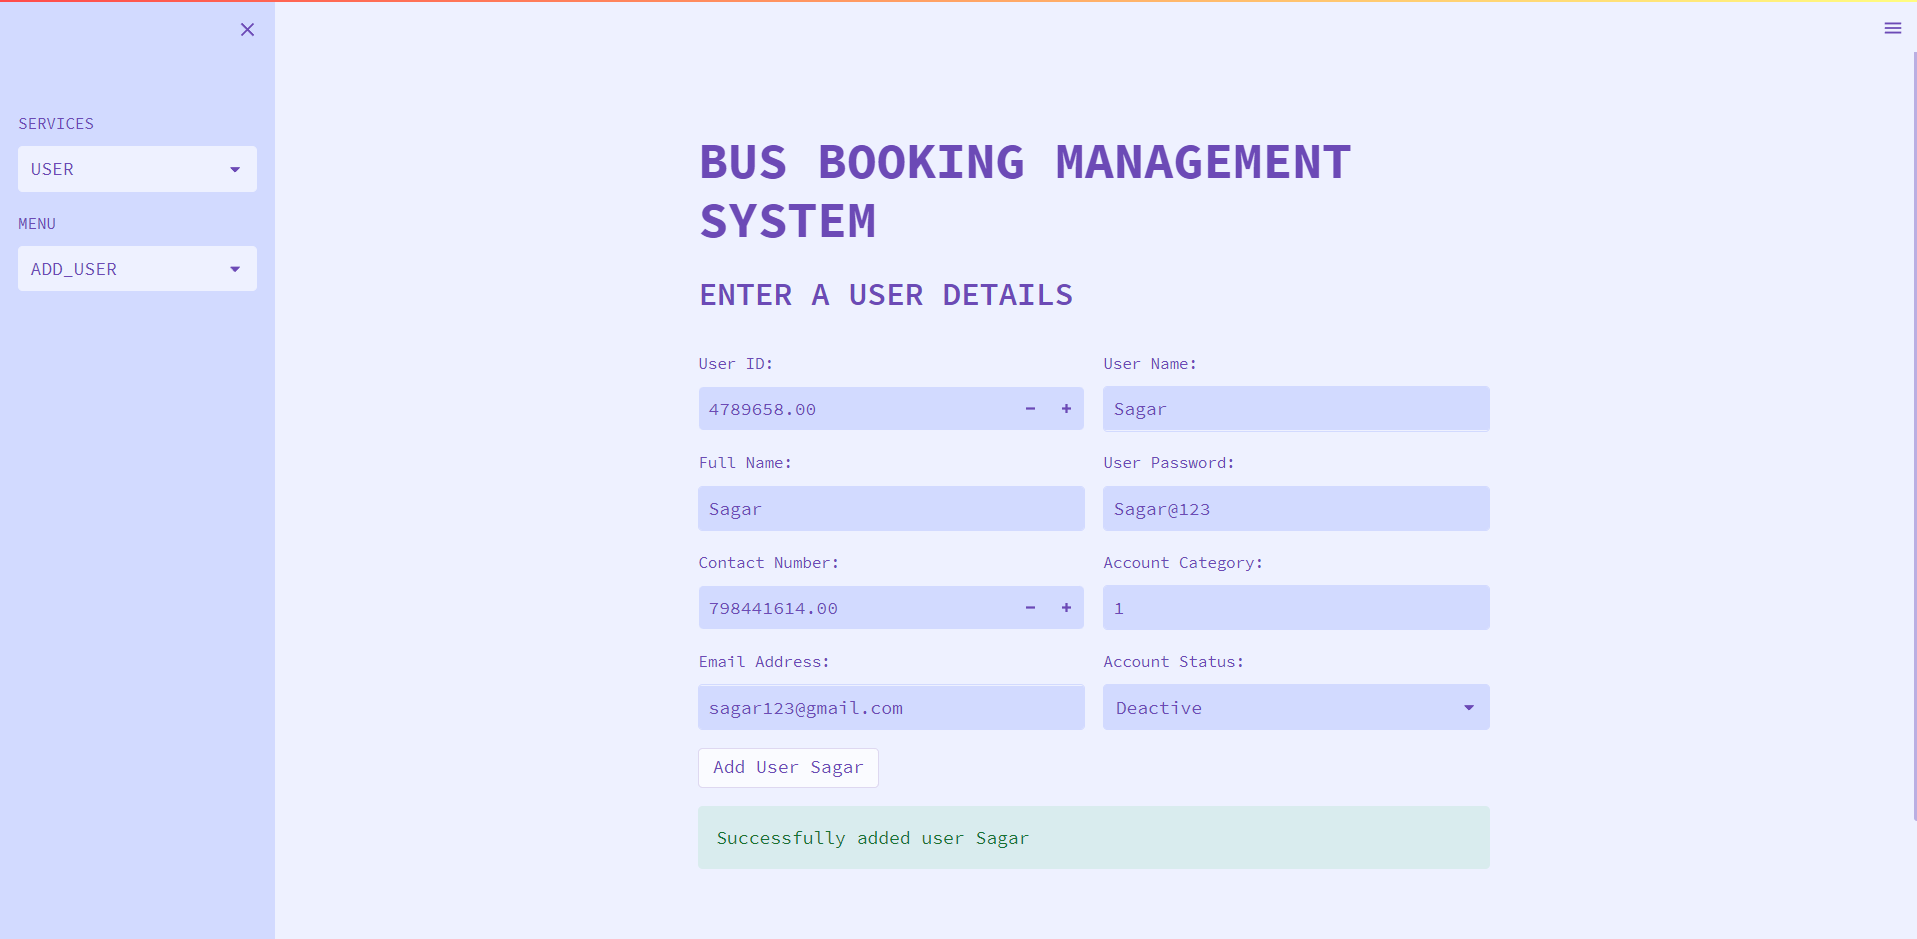 SERVICES
USER
MENU
ADD_USER
BUS BOOKING MANAGEMENT
SYSTEM
ENTER A USER DETAILS
User ID:
4789658.00
User Name:
Sagar
Full Name:
Sagar
User Password:
Sagar@123
Contact Number:
798441614.00
Account Category:
1
Email Address:
sagar123@gmail.com
Account Status:
Deactive
Add User Sagar
Successfully added user Sagar